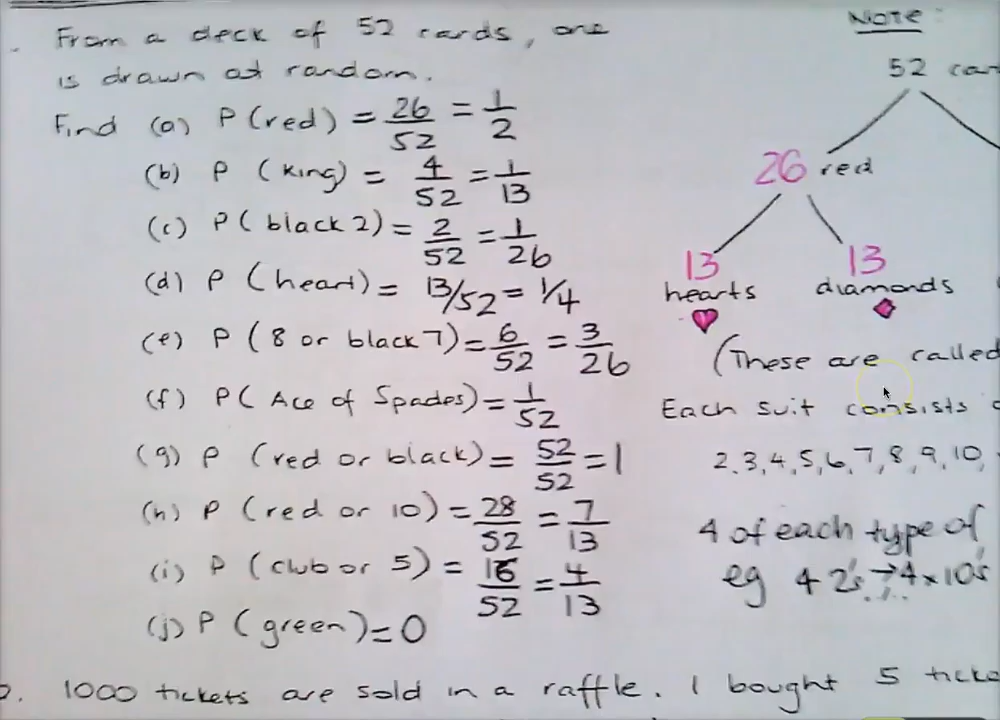 From a deck of 52 cards, one
is drawn at random.
Find (a) P (red) = 26/52 = 1/2
(b) P (king) = 4/52 = 1/13
(c) P (black 2) = 2/52 = 1/26
(d) P (heart) = 13/52 = 1/4
(e) P (8 or black 7) = 6/52 = 3/26
(f) P (Ace of Spades) = 1/52
(g) P (red or black) = 52/52 = 1
(h) P (red or 10) = 28/52 = 7/13
(i) P (club or 5) = 16/52 = 4/13
(j) P (green) = 0
2. 1000 tickets are sold in a raffle. I bought 5
NOTE:
52
26 red
13 13
hearts diamonds
(These are called
Each suit consists
2, 3, 4, 5, 6, 7, 8, 9, 10,
4 of each type of
eg 4 2's → 4 x 10's